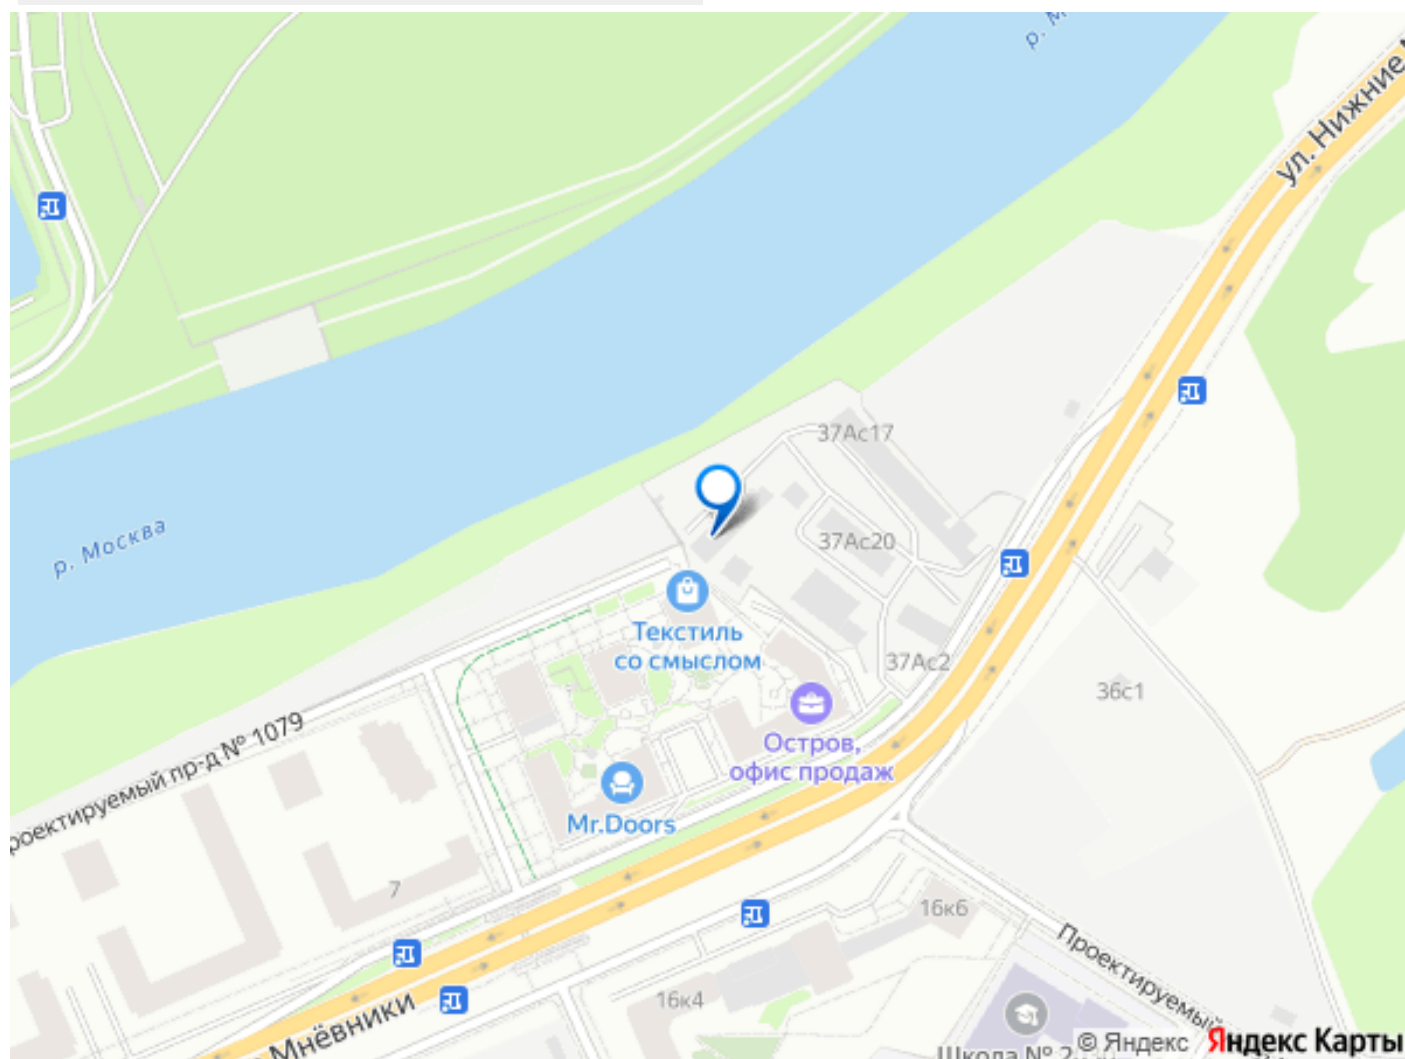 р. М
ул. Нижние
37Ас17
р. Москва
37Ас20
Текстиль
со смыслом
37Ас2
36с1
Остров,
офис продаж
роектируемый пр-д № 1079
Mr.Doors
7
16к6
Проектируемый
16к4
Мнёвники
Школа № 2
© Яндекс Яндекс Карты